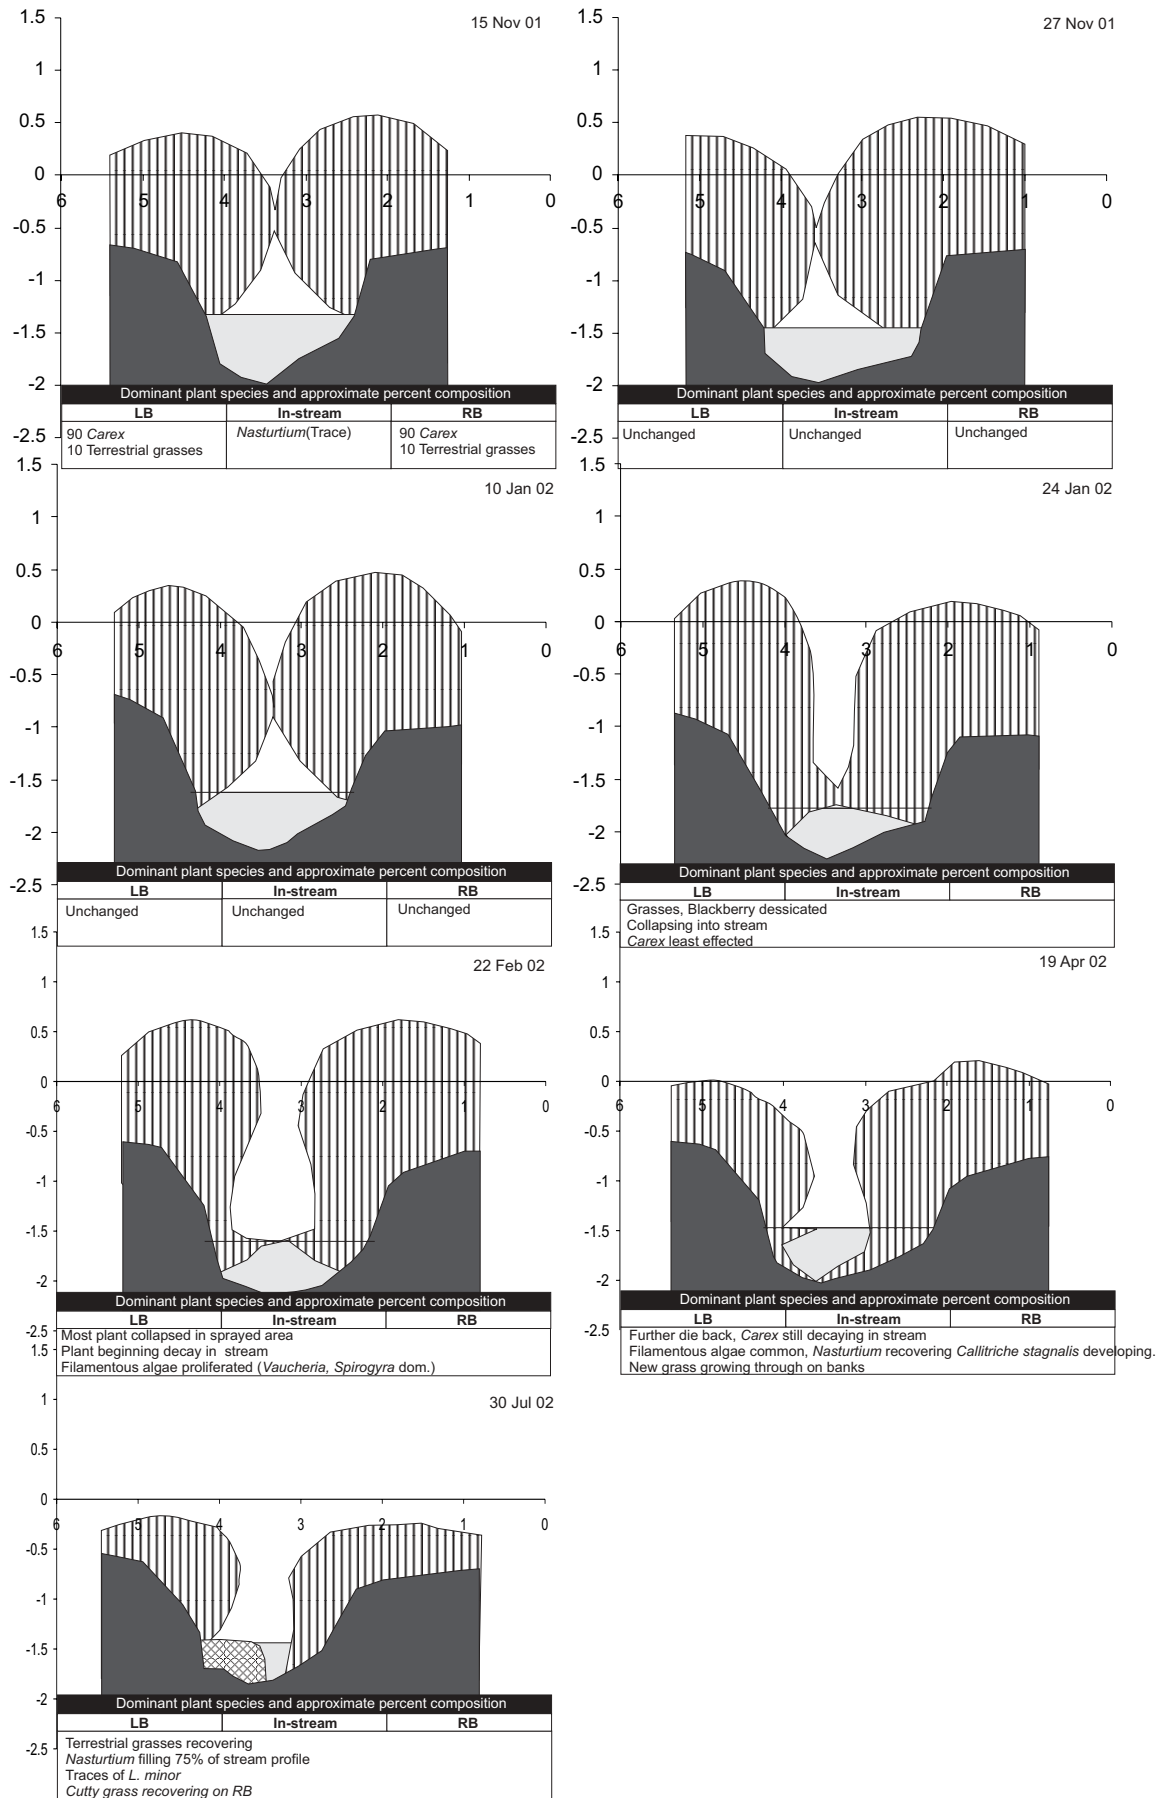 15 Nov 01
1.5
1
0.5
0
-0.5
-1
-1.5
-2
-2.5
6 5 4 3 2 1 0
Dominant plant species and approximate percent composition
LB In-stream RB
90 Carex Nasturtium(Trace) 90 Carex
10 Terrestrial grasses 10 Terrestrial grasses
27 Nov 01
1.5
1
0.5
0
-0.5
-1
-1.5
-2
-2.5
6 5 4 3 2 1 0
Dominant plant species and approximate percent composition
LB In-stream RB
Unchanged Unchanged Unchanged
10 Jan 02
1.5
1
0.5
0
-0.5
-1
-1.5
-2
-2.5
6 5 4 3 2 1 0
Dominant plant species and approximate percent composition
LB In-stream RB
Unchanged Unchanged Unchanged
24 Jan 02
1.5
1
0.5
0
-0.5
-1
-1.5
-2
-2.5
6 5 4 3 2 1 0
Dominant plant species and approximate percent composition
LB In-stream RB
Grasses, Blackberry dessicated
Collapsing into stream
Carex least effected
22 Feb 02
1.5
1
0.5
0
-0.5
-1
-1.5
-2
-2.5
6 5 4 3 2 1 0
Dominant plant species and approximate percent composition
LB In-stream RB
Most plant collapsed in sprayed area
Plant beginning decay in stream
Filamentous algae proliferated (Vaucheria, Spirogyra dom.)
19 Apr 02
1.5
1
0.5
0
-0.5
-1
-1.5
-2
-2.5
6 5 4 3 2 1 0
Dominant plant species and approximate percent composition
LB In-stream RB
Further die back, Carex still decaying in stream
Filamentous algae common, Nasturtium recovering Callitriche stagnalis developing.
New grass growing through on banks
30 Jul 02
1.5
1
0.5
0
-0.5
-1
-1.5
-2
-2.5
6 5 4 3 2 1 0
Dominant plant species and approximate percent composition
LB In-stream RB
Terrestrial grasses recovering
Nasturtium filling 75% of stream profile
Traces of L. minor
Cutty grass recovering on RB